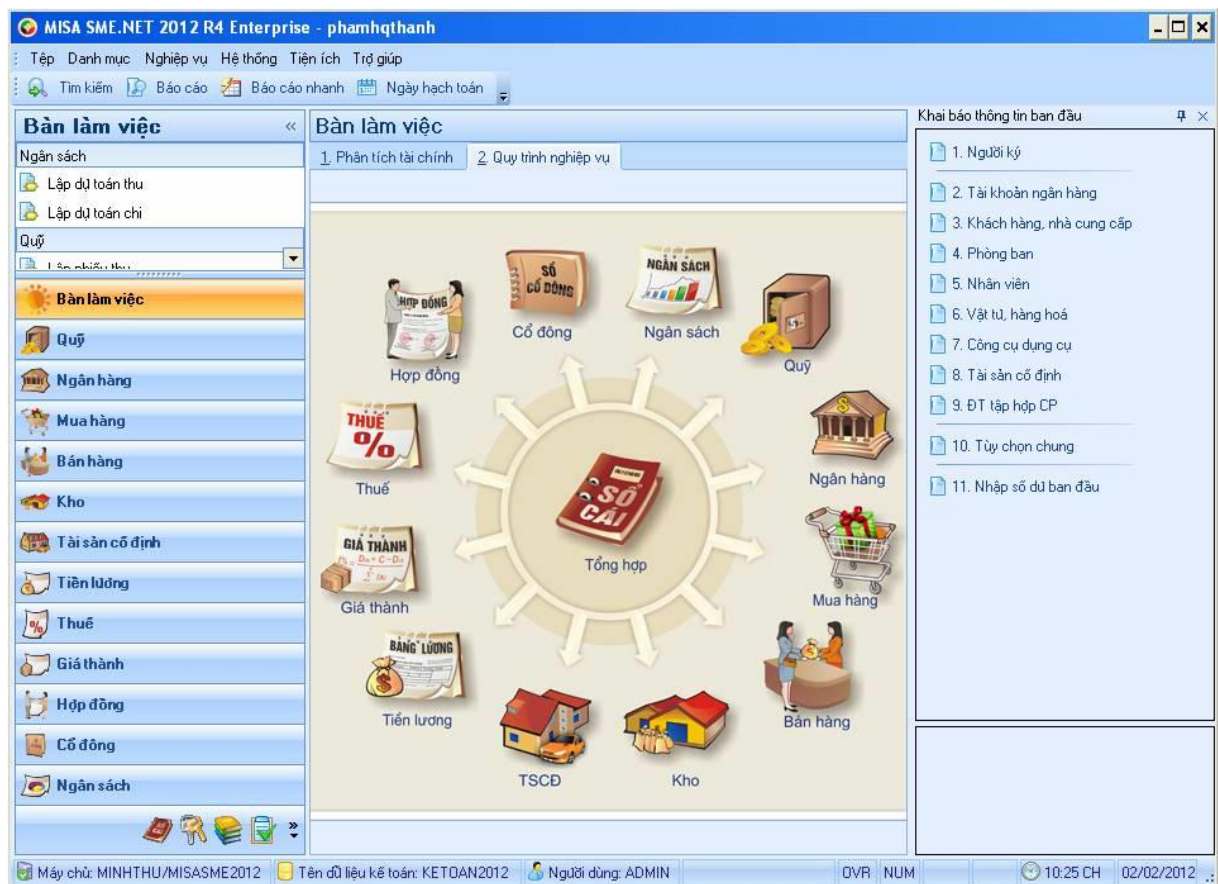 MISA SME.NET 2012 R4 Enterprise - phamhqthanh
Tệp Danh mục Nghiệp vụ Hệ thống Tiện ích Trợ giúp
Tìm kiếm Báo cáo Báo cáo nhanh Ngày hạch toán
Bàn làm việc «
Ngân sách
Lập dự toán thu
Lập dự toán chi
Quỹ
Lập phiếu thu
Bàn làm việc
Quỹ
Ngân hàng
Mua hàng
Bán hàng
Kho
Tài sản cố định
Tiền lương
Thuế
Giá thành
Hợp đồng
Cổ đông
Ngân sách
Bàn làm việc
1. Phân tích tài chính 2. Quy trình nghiệp vụ
HỢP ĐỒNG
Hợp đồng
SỔ CỔ ĐÔNG
Cổ đông
NGÂN SÁCH
Ngân sách
Quỹ
THUẾ %
Thuế
Ngân hàng
SỔ CÁI
Tổng hợp
GIÁ THÀNH
Giá thành
Mua hàng
BẢNG LƯƠNG
Tiền lương
Bán hàng
TSCĐ
Kho
Khai báo thông tin ban đầu
1. Người ký
2. Tài khoản ngân hàng
3. Khách hàng, nhà cung cấp
4. Phòng ban
5. Nhân viên
6. Vật tư, hàng hoá
7. Công cụ dụng cụ
8. Tài sản cố định
9. ĐT tập hợp CP
10. Tùy chọn chung
11. Nhập số dư ban đầu
Máy chủ: MINHTHU/MISASME2012 Tên dữ liệu kế toán: KETOAN2012 Người dùng: ADMIN OVR NUM 10:25 CH 02/02/2012